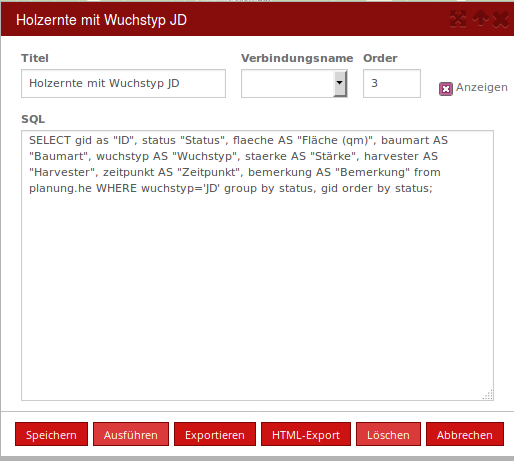 Holzernte mit Wuchstyp JD
Titel Verbindungsname Order
Holzernte mit Wuchstyp JD 3 Anzeigen
SQL
SELECT gid as "ID", status "Status", flaeche AS "Fläche (qm)", baumart AS
"Baumart", wuchstyp AS "Wuchstyp", staerke AS "Stärke", harvester AS
"Harvester", zeitpunkt AS "Zeitpunkt", bemerkung AS "Bemerkung" from
planung.he WHERE wuchstyp='JD' group by status, gid order by status;
Speichern Ausführen Exportieren HTML-Export Löschen Abbrechen